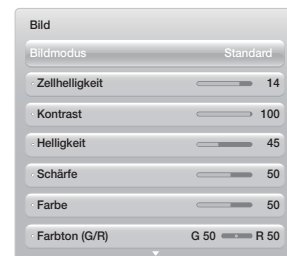 Bild
Bildmodus Standard
· Zellhelligkeit 14
· Kontrast 100
· Helligkeit 45
· Schärfe 50
· Farbe 50
· Farbton (G/R) G 50 R 50